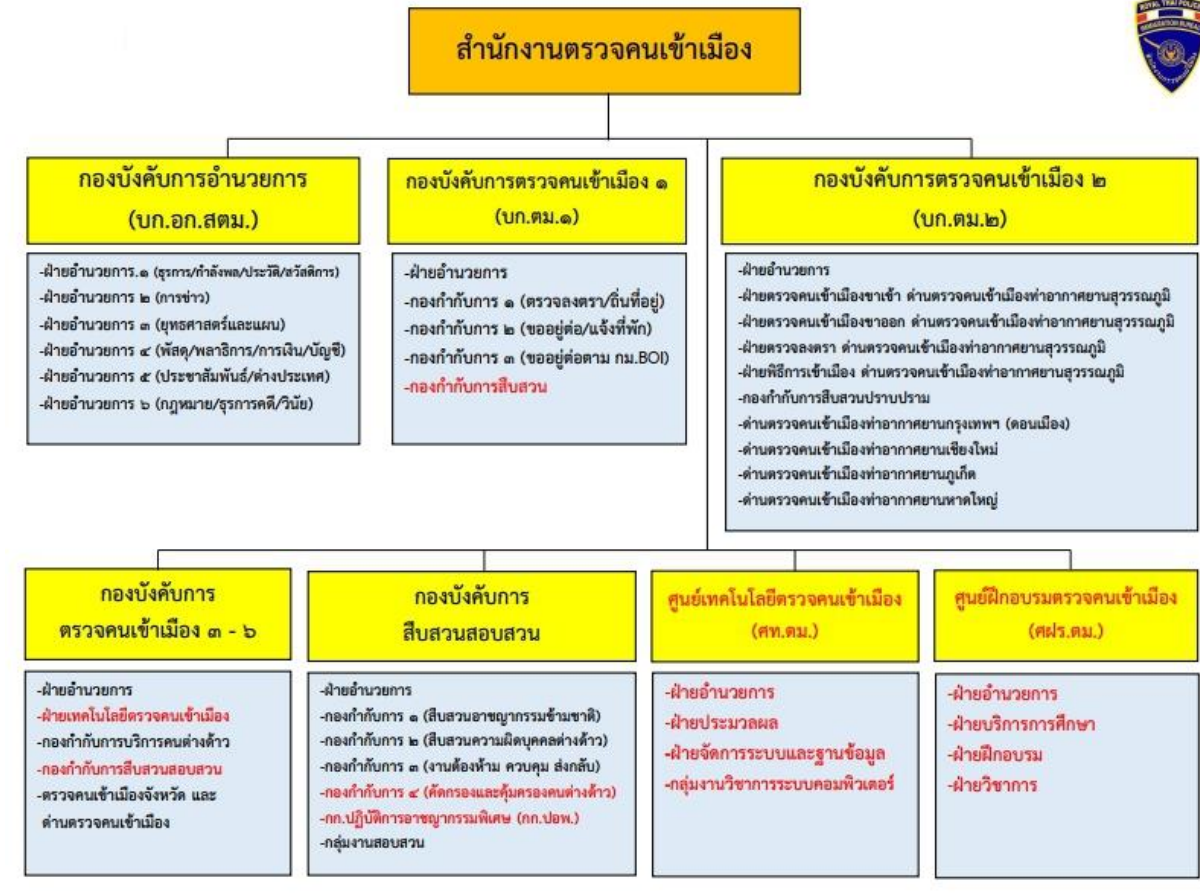 ROYAL THAI POLICE
IMMIGRATION BUREAU
สำนักงานตรวจคนเข้าเมือง
กองบังคับการอำนวยการ
(บก.อก.สตม.)
-ฝ่ายอำนวยการ.๑ (ธุรการ/กำลังพล/ประวัติ/สวัสดิการ)
-ฝ่ายอำนวยการ ๒ (การข่าว)
-ฝ่ายอำนวยการ ๓ (ยุทธศาสตร์และแผน)
-ฝ่ายอำนวยการ ๔ (พัสดุ/พลาธิการ/การเงิน/บัญชี)
-ฝ่ายอำนวยการ ๕ (ประชาสัมพันธ์/ต่างประเทศ)
-ฝ่ายอำนวยการ ๖ (กฎหมาย/ธุรการคดี/วินัย)
กองบังคับการตรวจคนเข้าเมือง ๑
(บก.ตม.๑)
-ฝ่ายอำนวยการ
-กองกำกับการ ๑ (ตรวจลงตรา/ถิ่นที่อยู่)
-กองกำกับการ ๒ (ขออยู่ต่อ/แจ้งที่พัก)
-กองกำกับการ ๓ (ขออยู่ต่อตาม กม.BOI)
-กองกำกับการสืบสวน
กองบังคับการตรวจคนเข้าเมือง ๒
(บก.ตม.๒)
-ฝ่ายอำนวยการ
-ฝ่ายตรวจคนเข้าเมืองขาเข้า ด่านตรวจคนเข้าเมืองท่าอากาศยานสุวรรณภูมิ
-ฝ่ายตรวจคนเข้าเมืองขาออก ด่านตรวจคนเข้าเมืองท่าอากาศยานสุวรรณภูมิ
-ฝ่ายตรวจลงตรา ด่านตรวจคนเข้าเมืองท่าอากาศยานสุวรรณภูมิ
-ฝ่ายพิธีการเข้าเมือง ด่านตรวจคนเข้าเมืองท่าอากาศยานสุวรรณภูมิ
-กองกำกับการสืบสวนปราบปราม
-ด่านตรวจคนเข้าเมืองท่าอากาศยานกรุงเทพฯ (ดอนเมือง)
-ด่านตรวจคนเข้าเมืองท่าอากาศยานเชียงใหม่
-ด่านตรวจคนเข้าเมืองท่าอากาศยานภูเก็ต
-ด่านตรวจคนเข้าเมืองท่าอากาศยานหาดใหญ่
กองบังคับการ
ตรวจคนเข้าเมือง ๓ - ๖
-ฝ่ายอำนวยการ
-ฝ่ายเทคโนโลยีตรวจคนเข้าเมือง
-กองกำกับการบริการคนต่างด้าว
-กองกำกับการสืบสวนสอบสวน
-ตรวจคนเข้าเมืองจังหวัด และ
ด่านตรวจคนเข้าเมือง
กองบังคับการ
สืบสวนสอบสวน
-ฝ่ายอำนวยการ
-กองกำกับการ ๑ (สืบสวนอาชญากรรมข้ามชาติ)
-กองกำกับการ ๒ (สืบสวนความผิดบุคคลต่างด้าว)
-กองกำกับการ ๓ (งานต้องห้าม ควบคุม ส่งกลับ)
-กองกำกับการ ๔ (คัดกรองและคุ้มครองคนต่างด้าว)
-กก.ปฏิบัติการอาชญากรรมพิเศษ (กก.ปอพ.)
-กลุ่มงานสอบสวน
ศูนย์เทคโนโลยีตรวจคนเข้าเมือง
(ศท.ตม.)
-ฝ่ายอำนวยการ
-ฝ่ายประมวลผล
-ฝ่ายจัดการระบบและฐานข้อมูล
-กลุ่มงานวิชาการระบบคอมพิวเตอร์
ศูนย์ฝึกอบรมตรวจคนเข้าเมือง
(ศฝร.ตม.)
-ฝ่ายอำนวยการ
-ฝ่ายบริการการศึกษา
-ฝ่ายฝึกอบรม
-ฝ่ายวิชาการ